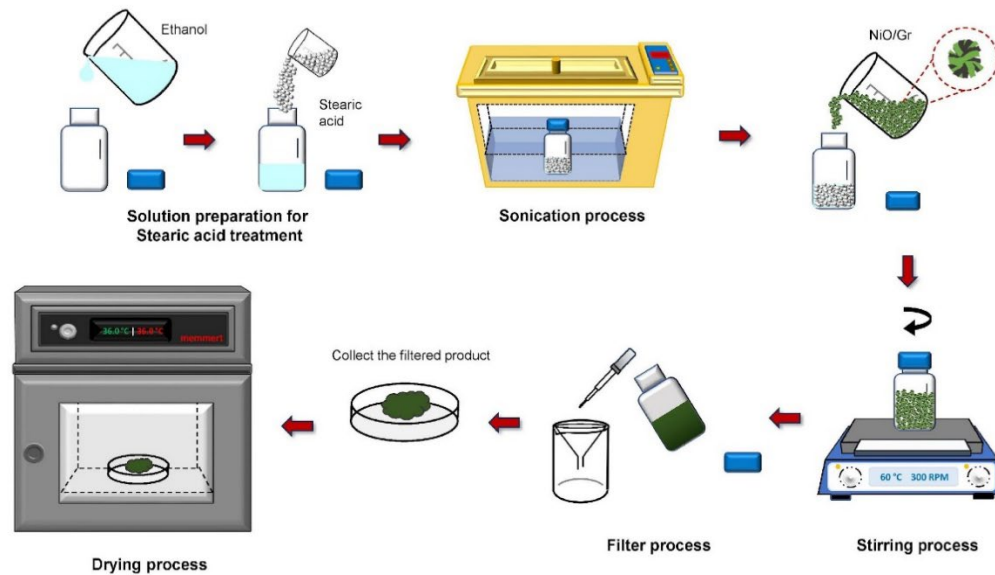 Ethanol
Stearic
acid
NiO/Gr
Solution preparation for
Stearic acid treatment
Sonication process
36.0 °C | 36.0 °C
memmert
Collect the filtered product
60 °C 300 RPM
Drying process
Filter process
Stirring process